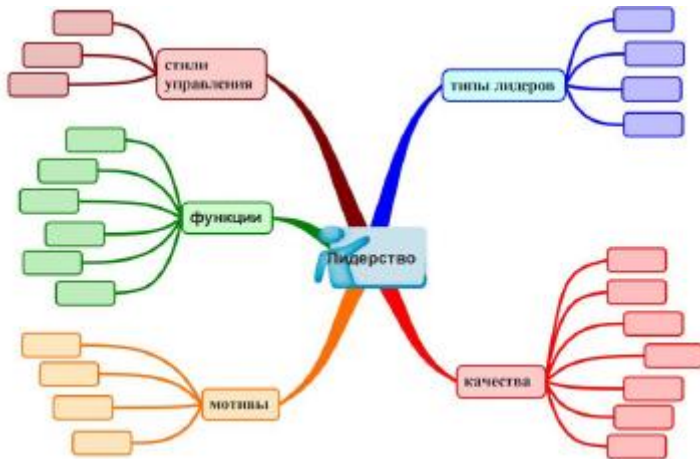 стили
управления
типы лидеров
функции
Лидерство
качества
мотивы